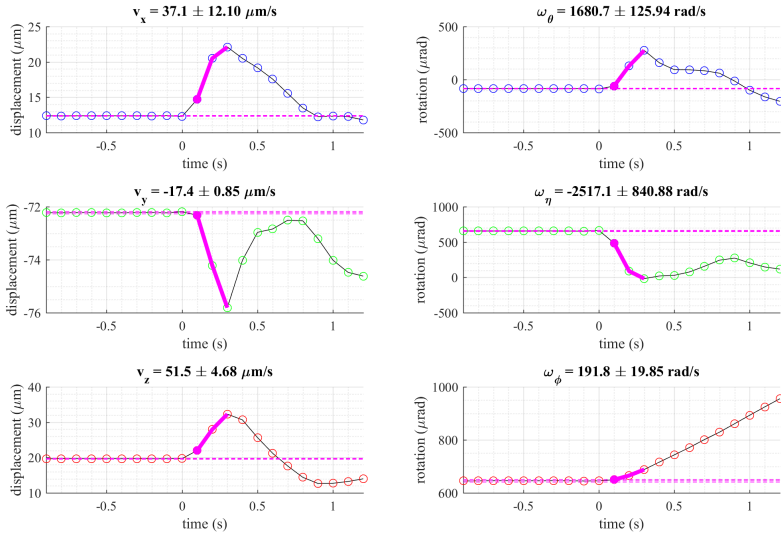 v_x = 37.1 ± 12.10 μm/s
displacement (μm)
25
20
15
10
-0.5 0 0.5 1
time (s)
ω_θ = 1680.7 ± 125.94 rad/s
rotation (μrad)
500
0
-500
-0.5 0 0.5 1
time (s)
v_y = -17.4 ± 0.85 μm/s
displacement (μm)
-72
-74
-76
-0.5 0 0.5 1
time (s)
ω_η = -2517.1 ± 840.88 rad/s
rotation (μrad)
1000
500
0
-500
-0.5 0 0.5 1
time (s)
v_z = 51.5 ± 4.68 μm/s
displacement (μm)
40
30
20
10
-0.5 0 0.5 1
time (s)
ω_ϕ = 191.8 ± 19.85 rad/s
rotation (μrad)
1000
800
600
-0.5 0 0.5 1
time (s)